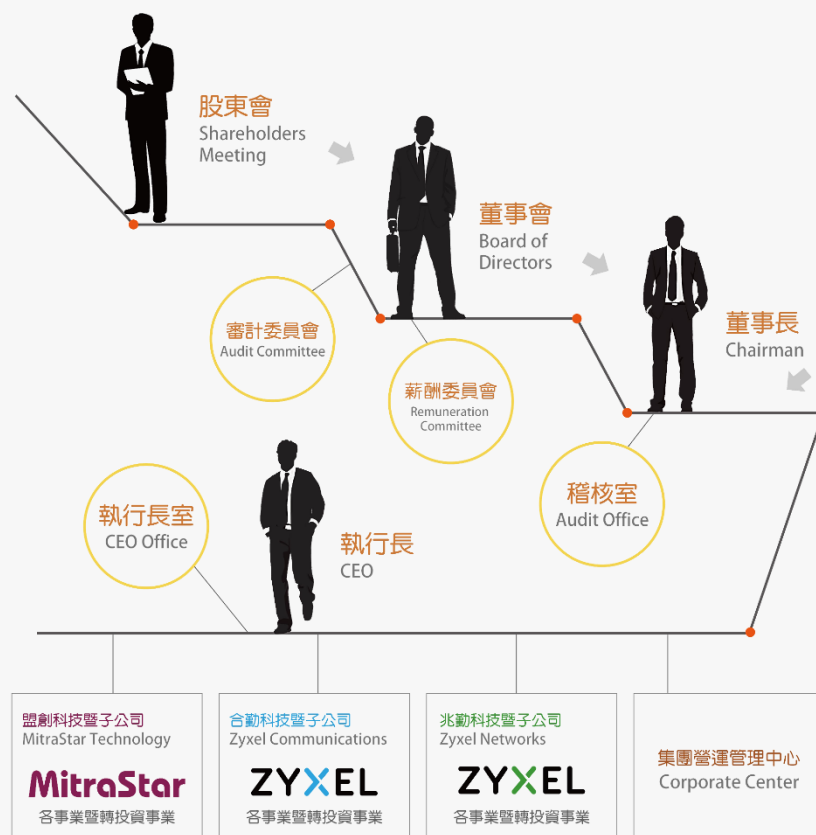 股東會
Shareholders
Meeting
董事會
Board of
Directors
董事長
Chairman
審計委員會
Audit Committee
薪酬委員會
Remuneration
Committee
稽核室
Audit Office
執行長室
CEO Office
執行長
CEO
盟創科技暨子公司
MitraStar Technology
MitraStar
各事業暨轉投資事業
合勤科技暨子公司
Zyxel Communications
ZYXEL
各事業暨轉投資事業
兆勤科技暨子公司
Zyxel Networks
ZYXEL
各事業暨轉投資事業
集團營運管理中心
Corporate Center